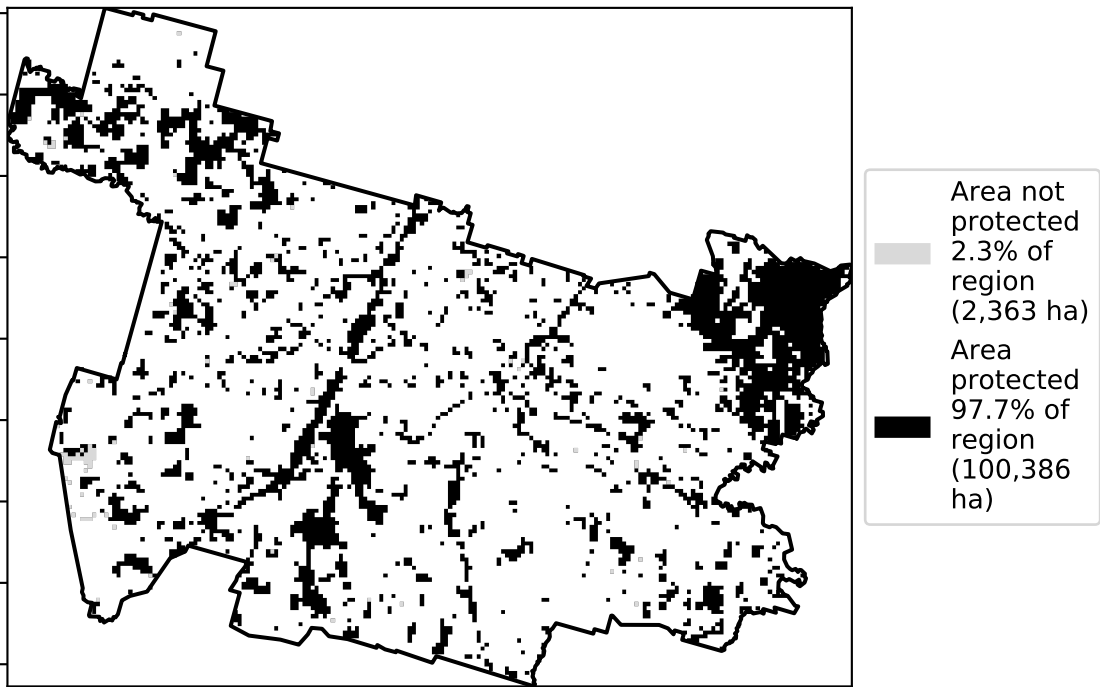 Area not
protected
2.3% of
region
(2,363 ha)
Area
protected
97.7% of
region
(100,386
ha)